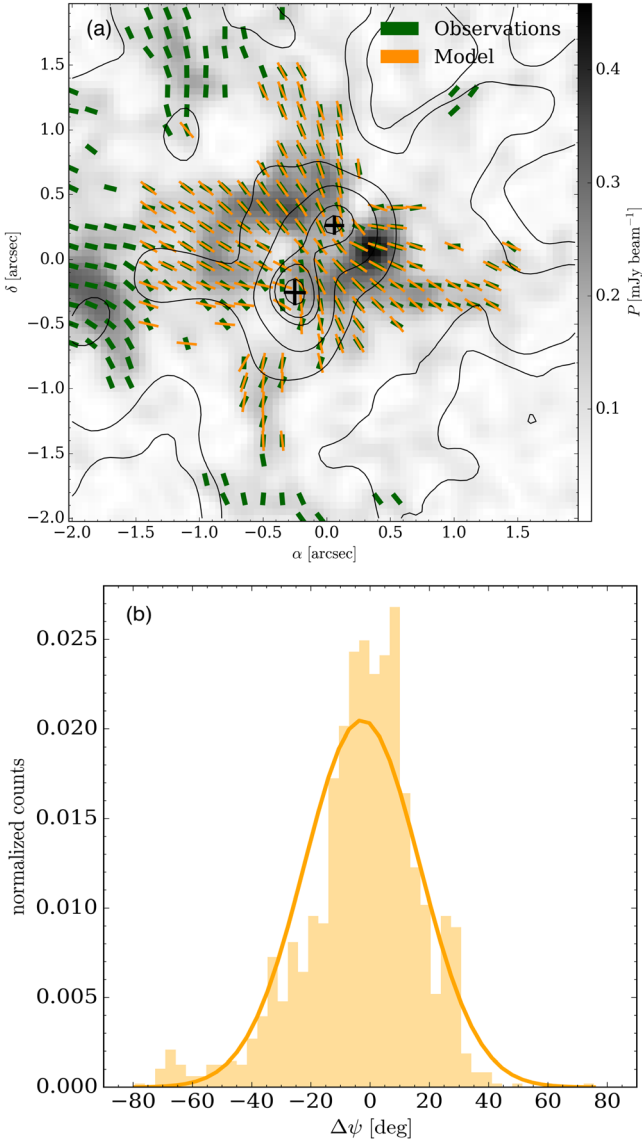 (a)
Observations
Model
1.5
1.0
0.5
0.0
−0.5
−1.0
−1.5
−2.0
δ [arcsec]
−2.0 −1.5 −1.0 −0.5 0.0 0.5 1.0 1.5
α [arcsec]
0.4
0.3
0.2
0.1
P [mJy beam⁻¹]
(b)
0.025
0.020
0.015
0.010
0.005
0.000
normalized counts
−80 −60 −40 −20 0 20 40 60 80
Δψ [deg]